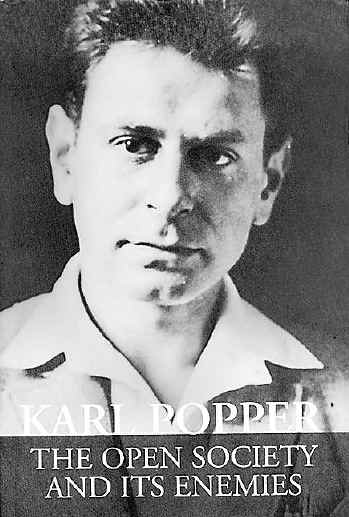 KARL POPPER
THE OPEN SOCIETY
AND ITS ENEMIES